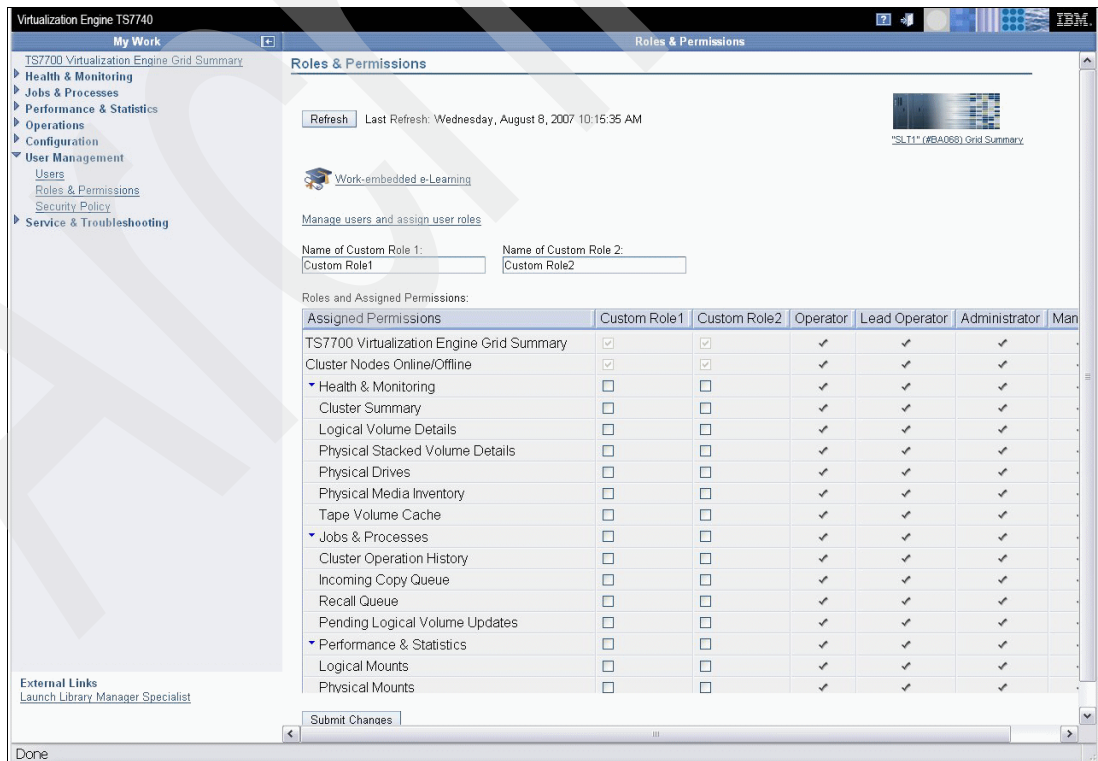 Virtualization Engine TS7740
?
IBM.
My Work
Roles & Permissions
TS7700 Virtualization Engine Grid Summary
Health & Monitoring
Jobs & Processes
Performance & Statistics
Operations
Configuration
User Management
Users
Roles & Permissions
Security Policy
Service & Troubleshooting
External Links
Launch Library Manager Specialist
Roles & Permissions
Refresh Last Refresh: Wednesday, August 8, 2007 10:15:35 AM
"SLT1" (#BA068) Grid Summary
Work-embedded e-Learning
Manage users and assign user roles
Name of Custom Role 1: Name of Custom Role 2:
Custom Role1 Custom Role2
Roles and Assigned Permissions:
Assigned Permissions Custom Role1 Custom Role2 Operator Lead Operator Administrator Man
TS7700 Virtualization Engine Grid Summary
Cluster Nodes Online/Offline
Health & Monitoring
Cluster Summary
Logical Volume Details
Physical Stacked Volume Details
Physical Drives
Physical Media Inventory
Tape Volume Cache
Jobs & Processes
Cluster Operation History
Incoming Copy Queue
Recall Queue
Pending Logical Volume Updates
Performance & Statistics
Logical Mounts
Physical Mounts
Submit Changes
Done